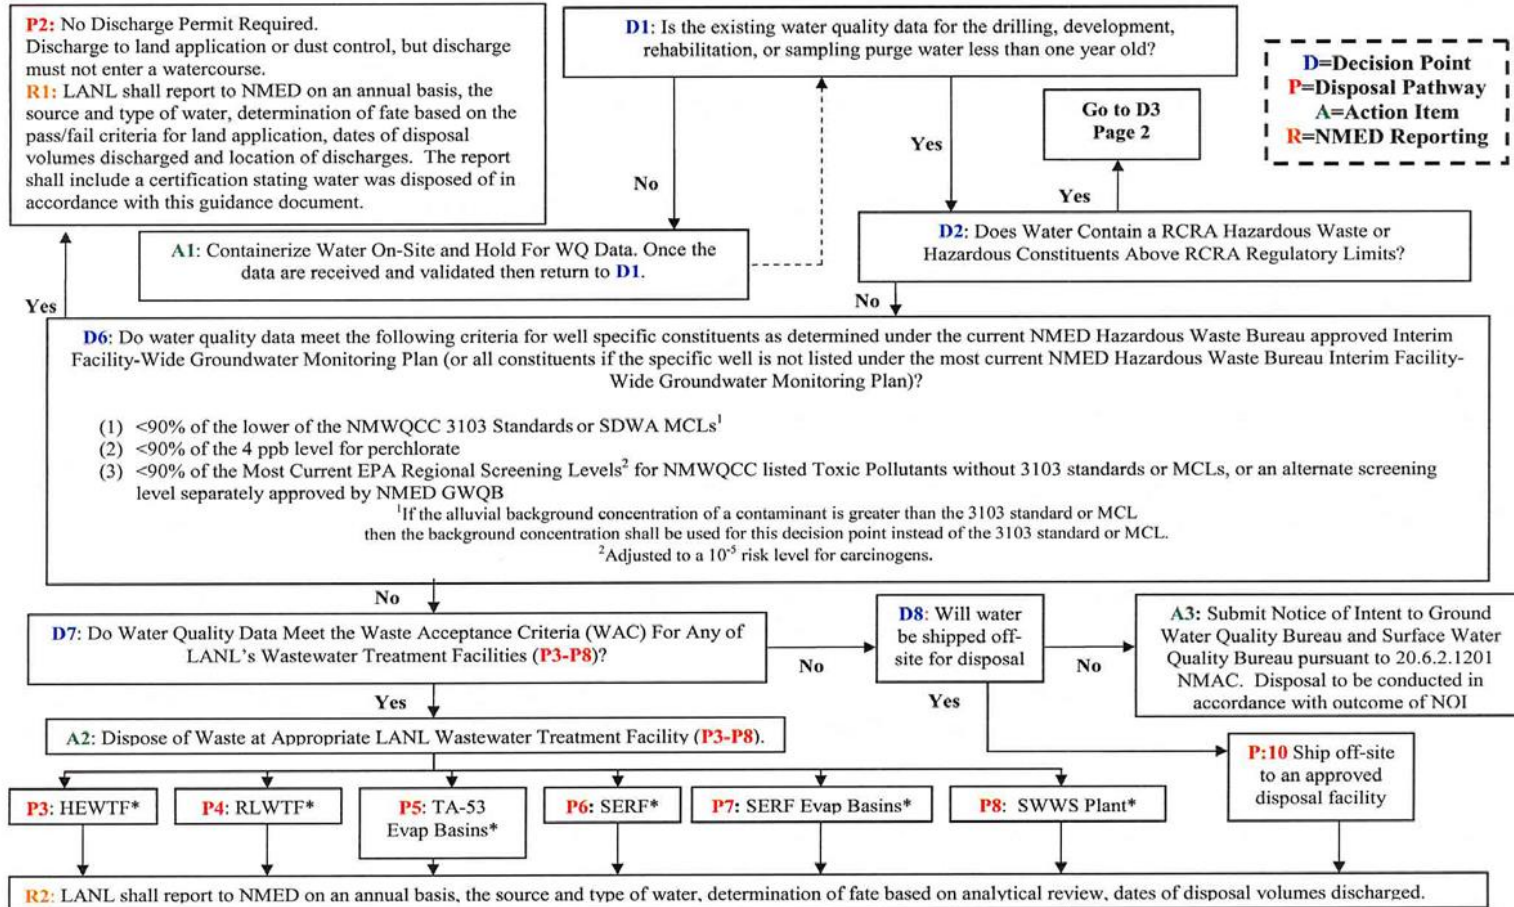 P2: No Discharge Permit Required.
Discharge to land application or dust control, but discharge
must not enter a watercourse.
R1: LANL shall report to NMED on an annual basis, the
source and type of water, determination of fate based on the
pass/fail criteria for land application, dates of disposal
volumes discharged and location of discharges. The report
shall include a certification stating water was disposed of in
accordance with this guidance document.
D1: Is the existing water quality data for the drilling, development,
rehabilitation, or sampling purge water less than one year old?
D=Decision Point
P=Disposal Pathway
A=Action Item
R=NMED Reporting
Go to D3
Page 2
Yes
No
Yes
A1: Containerize Water On-Site and Hold For WQ Data. Once the
data are received and validated then return to D1.
D2: Does Water Contain a RCRA Hazardous Waste or
Hazardous Constituents Above RCRA Regulatory Limits?
Yes
No
D6: Do water quality data meet the following criteria for well specific constituents as determined under the current NMED Hazardous Waste Bureau approved Interim
Facility-Wide Groundwater Monitoring Plan (or all constituents if the specific well is not listed under the most current NMED Hazardous Waste Bureau Interim Facility-
Wide Groundwater Monitoring Plan)?
(1) <90% of the lower of the NMWQCC 3103 Standards or SDWA MCLs¹
(2) <90% of the 4 ppb level for perchlorate
(3) <90% of the Most Current EPA Regional Screening Levels² for NMWQCC listed Toxic Pollutants without 3103 standards or MCLs, or an alternate screening
level separately approved by NMED GWQB
¹If the alluvial background concentration of a contaminant is greater than the 3103 standard or MCL
then the background concentration shall be used for this decision point instead of the 3103 standard or MCL.
²Adjusted to a 10⁻⁵ risk level for carcinogens.
No
D7: Do Water Quality Data Meet the Waste Acceptance Criteria (WAC) For Any of
LANL's Wastewater Treatment Facilities (P3-P8)?
No
D8: Will water
be shipped off-
site for disposal
No
A3: Submit Notice of Intent to Ground
Water Quality Bureau and Surface Water
Quality Bureau pursuant to 20.6.2.1201
NMAC. Disposal to be conducted in
accordance with outcome of NOI
Yes
Yes
A2: Dispose of Waste at Appropriate LANL Wastewater Treatment Facility (P3-P8).
P:10 Ship off-site
to an approved
disposal facility
P3: HEWTF*
P4: RLWTF*
P5: TA-53
Evap Basins*
P6: SERF*
P7: SERF Evap Basins*
P8: SWWS Plant*
R2: LANL shall report to NMED on an annual basis, the source and type of water, determination of fate based on analytical review, dates of disposal volumes discharged.